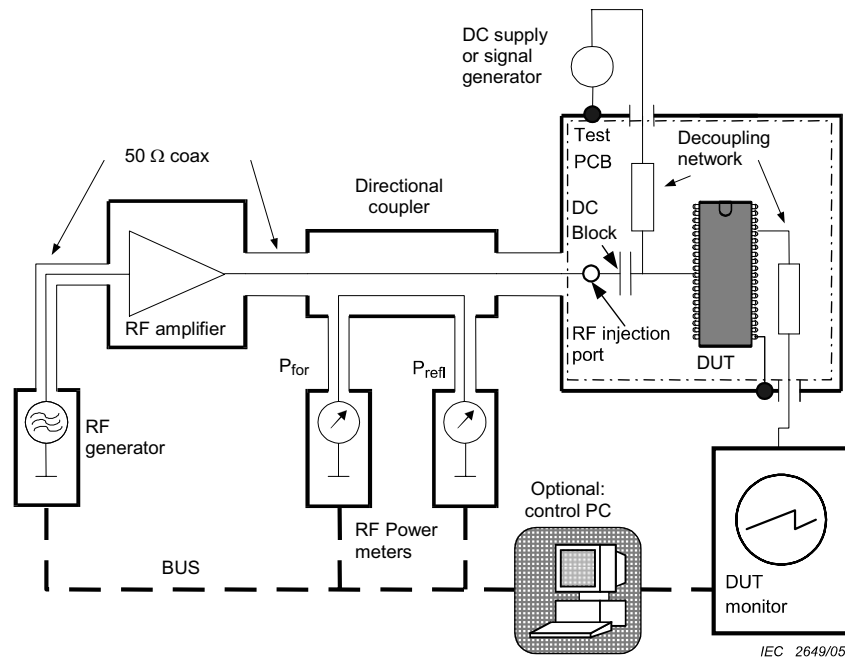 DC supply
or signal
generator
50 Ω coax
Directional
coupler
Test
PCB
Decoupling
network
DC
Block
RF amplifier
RF injection
port
DUT
Pfor
Prefl
RF
generator
RF Power
meters
Optional:
control PC
BUS
DUT
monitor
IEC 2649/05